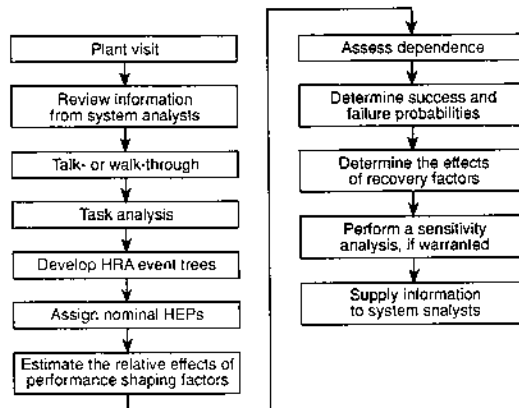 Plant visit
Review information
from system analysts
Talk- or walk-through
Task analysis
Develop HRA event trees
Assign nominal HEPs
Estimate the relative effects of
performance shaping factors
Assess dependence
Determine success and
failure probabilities
Determine the effects
of recovery factors
Perform a sensitivity
analysis, if warranted
Supply information
to system analysts